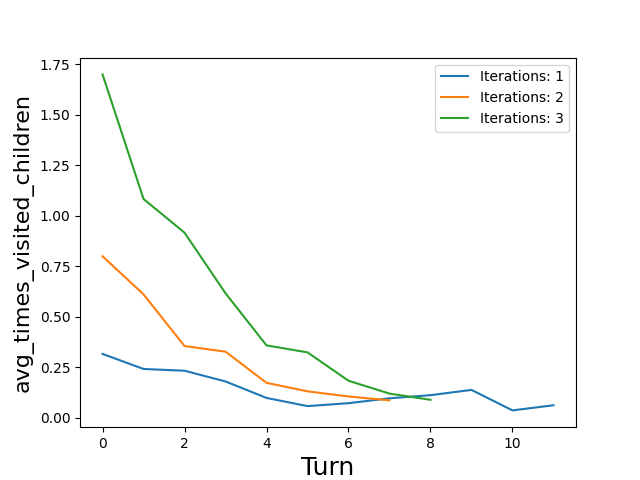 1.75
1.50
1.25
1.00
0.75
0.50
0.25
0.00
avg_times_visited_children
Iterations: 1
Iterations: 2
Iterations: 3
0 2 4 6 8 10
Turn